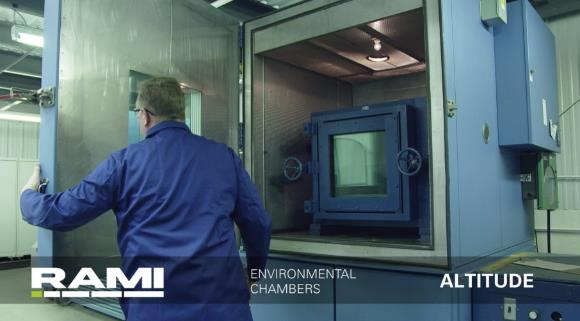 RAMI
ENVIRONMENTAL
CHAMBERS
ALTITUDE